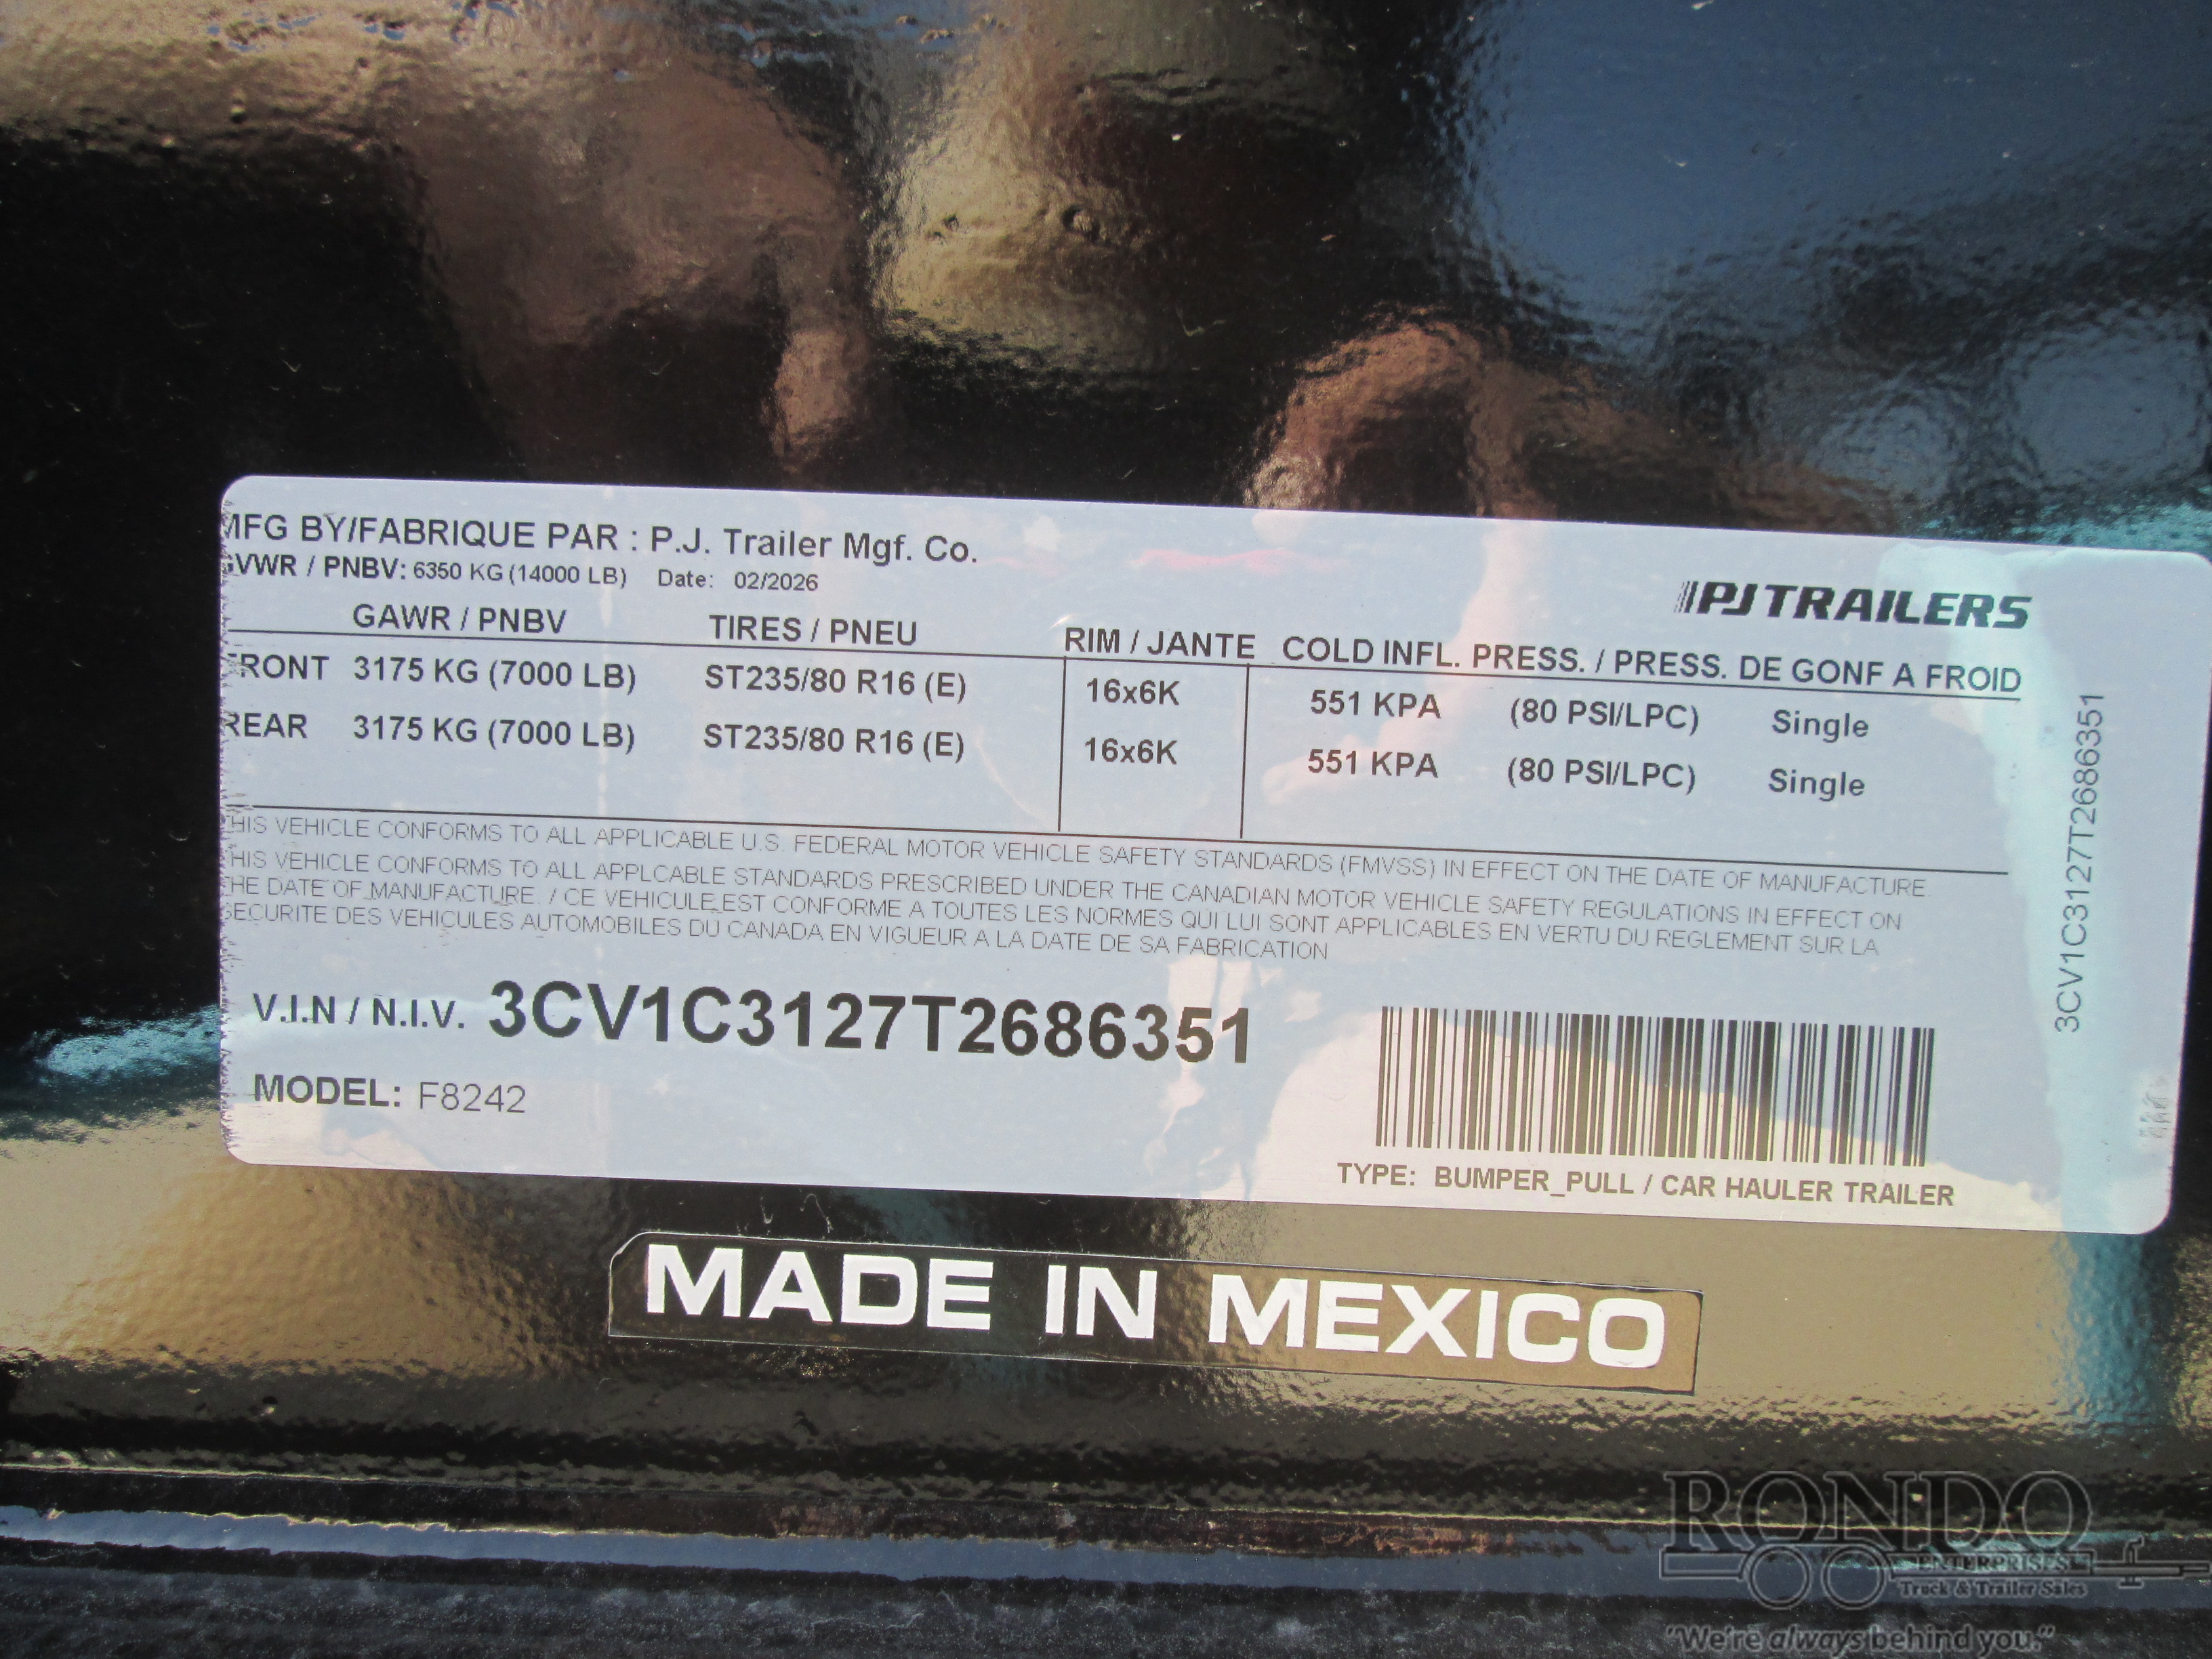 MFG BY/FABRIQUE PAR : P.J. Trailer Mgf. Co.
GVWR / PNBV: 6350 KG (14000 LB) Date: 02/2026
PJ TRAILERS
GAWR / PNBV TIRES / PNEU RIM / JANTE COLD INFL. PRESS. / PRESS. DE GONF A FROID
FRONT 3175 KG (7000 LB) ST235/80 R16 (E) 16x6K 551 KPA (80 PSI/LPC) Single
REAR 3175 KG (7000 LB) ST235/80 R16 (E) 16x6K 551 KPA (80 PSI/LPC) Single
THIS VEHICLE CONFORMS TO ALL APPLICABLE U.S. FEDERAL MOTOR VEHICLE SAFETY STANDARDS (FMVSS) IN EFFECT ON THE DATE OF MANUFACTURE.
THIS VEHICLE CONFORMS TO ALL APPLCABLE STANDARDS PRESCRIBED UNDER THE CANADIAN MOTOR VEHICLE SAFETY REGULATIONS IN EFFECT ON
THE DATE OF MANUFACTURE. / CE VEHICULE EST CONFORME A TOUTES LES NORMES QUI LUI SONT APPLICABLES EN VERTU DU REGLEMENT SUR LA
SECURITE DES VEHICULES AUTOMOBILES DU CANADA EN VIGUEUR A LA DATE DE SA FABRICATION
V.I.N / N.I.V. 3CV1C3127T2686351
MODEL: F8242
TYPE: BUMPER_PULL / CAR HAULER TRAILER
3CV1C3127T2686351
MADE IN MEXICO
RONDO
ENTERPRISES
Truck & Trailer Sales
"We're always behind you."